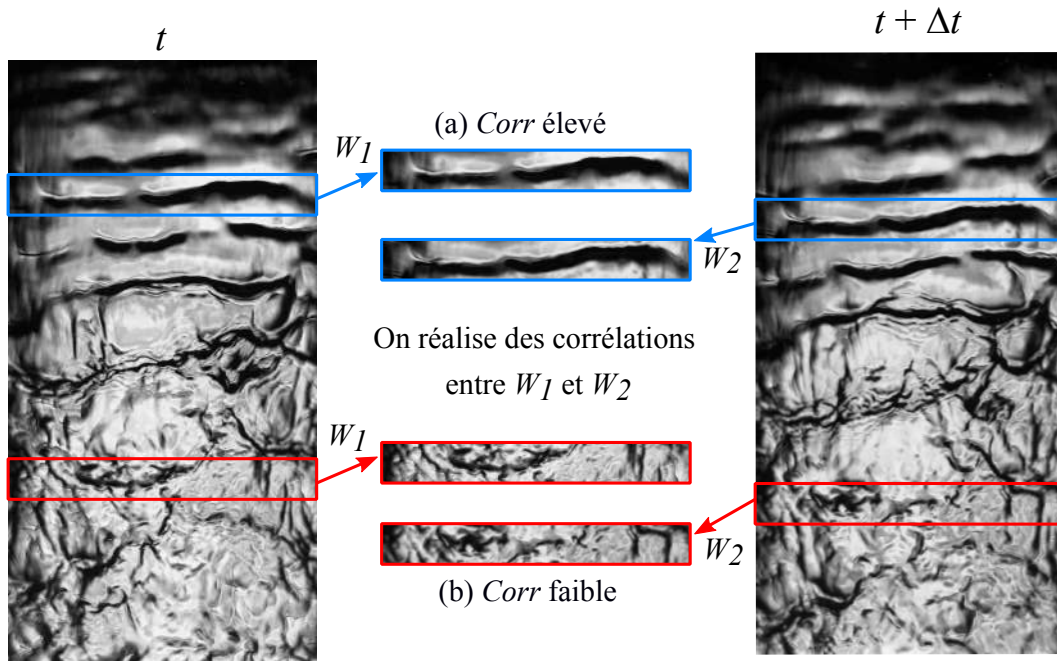 t
t + Δt
(a) Corr élevé
W1
W2
On réalise des corrélations
entre W1 et W2
W1
W2
(b) Corr faible